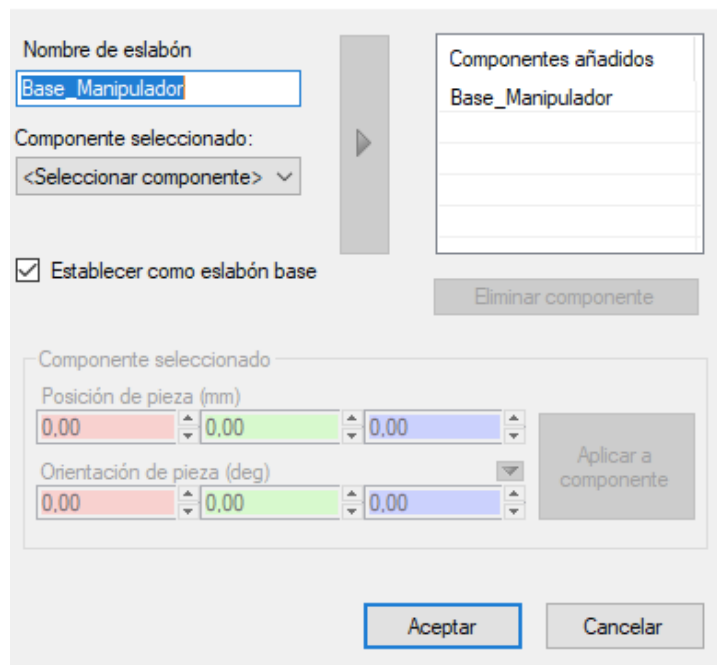 Nombre de eslabón
Base_Manipulador
Componente seleccionado:
<Seleccionar componente>
Establecer como eslabón base
Componentes añadidos
Base_Manipulador
Eliminar componente
Componente seleccionado
Posición de pieza (mm)
0,00 0,00 0,00
Orientación de pieza (deg)
0,00 0,00 0,00
Aplicar a
componente
Aceptar Cancelar